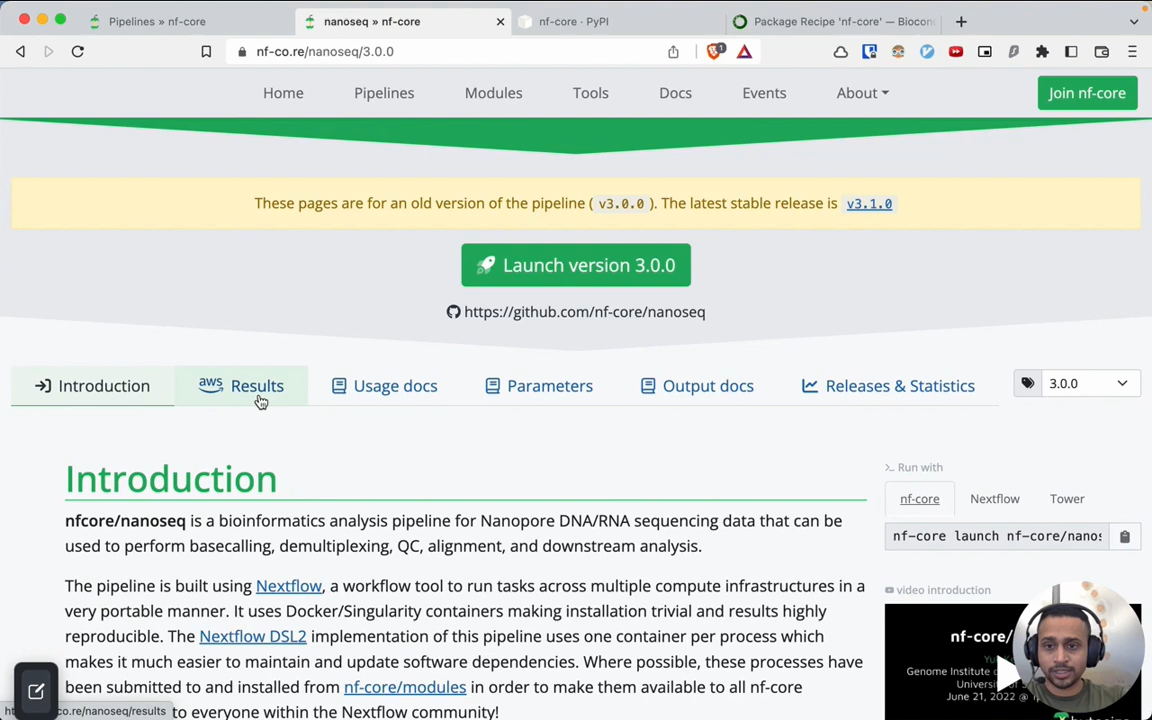 Pipelines » nf-core
nanoseq » nf-core
nf-core · PyPI
Package Recipe 'nf-core' — Biocon
nf-co.re/nanoseq/3.0.0
1
Home
Pipelines
Modules
Tools
Docs
Events
About
Join nf-core
These pages are for an old version of the pipeline ( v3.0.0 ). The latest stable release is v3.1.0
Launch version 3.0.0
https://github.com/nf-core/nanoseq
Introduction
aws Results
Usage docs
Parameters
Output docs
Releases & Statistics
3.0.0
Introduction
nfcore/nanoseq is a bioinformatics analysis pipeline for Nanopore DNA/RNA sequencing data that can be
used to perform basecalling, demultiplexing, QC, alignment, and downstream analysis.
The pipeline is built using Nextflow, a workflow tool to run tasks across multiple compute infrastructures in a
very portable manner. It uses Docker/Singularity containers making installation trivial and results highly
reproducible. The Nextflow DSL2 implementation of this pipeline uses one container per process which
makes it much easier to maintain and update software dependencies. Where possible, these processes have
been submitted to and installed from nf-core/modules in order to make them available to all nf-core
to everyone within the Nextflow community!
co.re/nanoseq/results
>_ Run with
nf-core
Nextflow
Tower
nf-core launch nf-core/nanos
video introduction
nf-core/
Genome Institute o
Univers
June 21, 2022 @